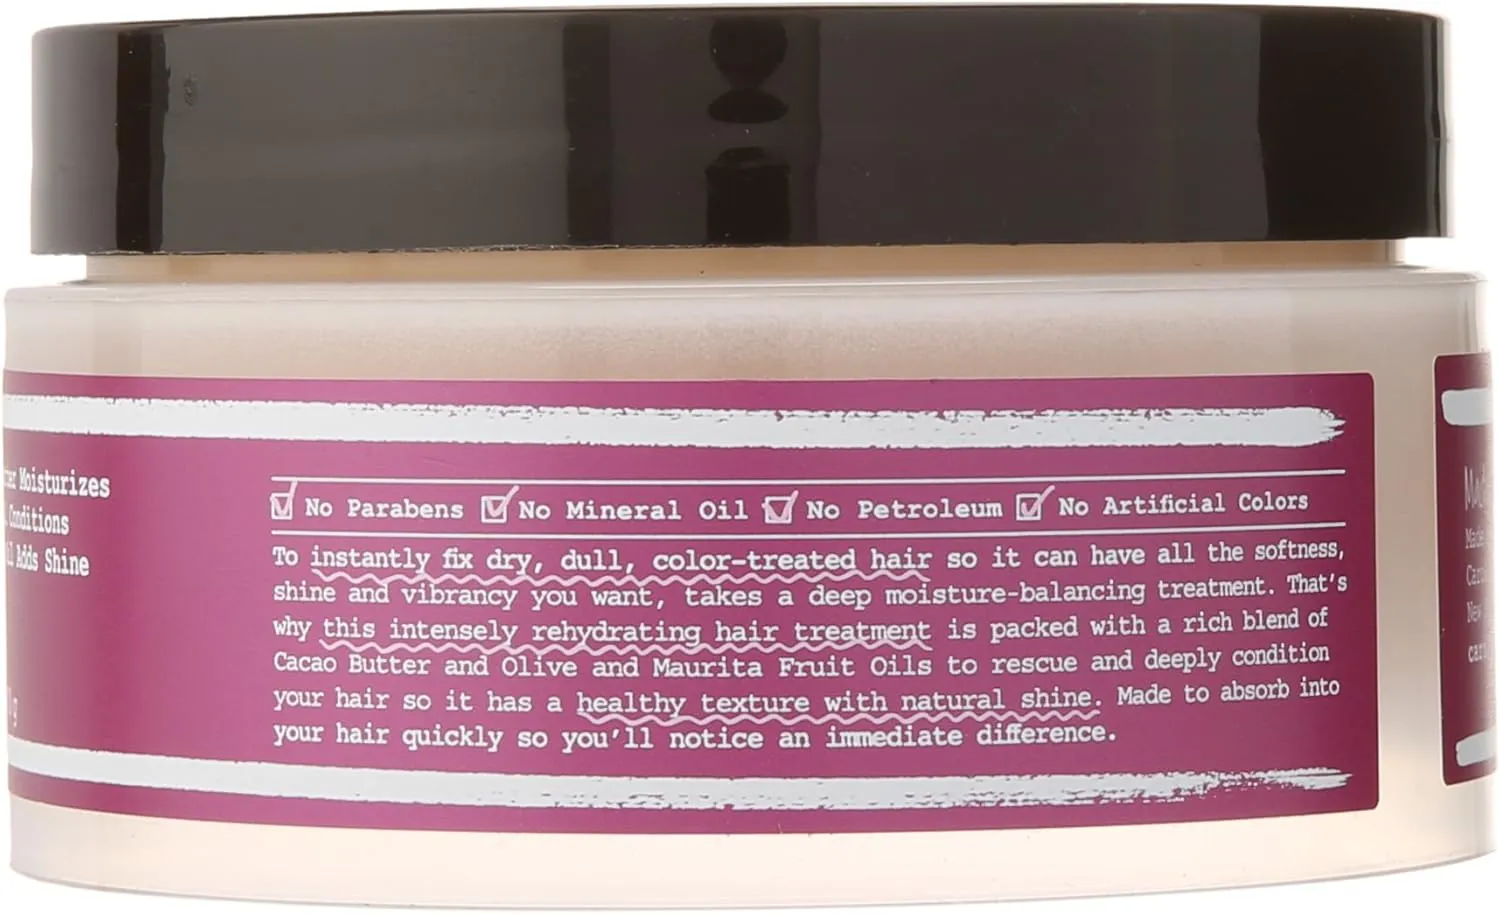 Moisturizes
Conditions
Adds Shine
g
No Parabens No Mineral Oil No Petroleum No Artificial Colors
To instantly fix dry, dull, color-treated hair so it can have all the softness,
shine and vibrancy you want, takes a deep moisture-balancing treatment. That's
why this intensely rehydrating hair treatment is packed with a rich blend of
Cacao Butter and Olive and Maurita Fruit Oils to rescue and deeply condition
your hair so it has a healthy texture with natural shine. Made to absorb into
your hair quickly so you'll notice an immediate difference.
Made
New